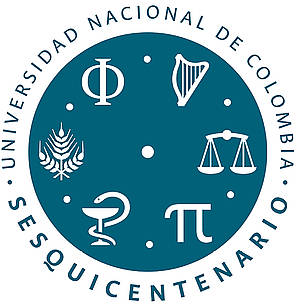 UNIVERSIDAD NACIONAL DE COLOMBIA
· SESQUICENTENARIO ·
Φ
π